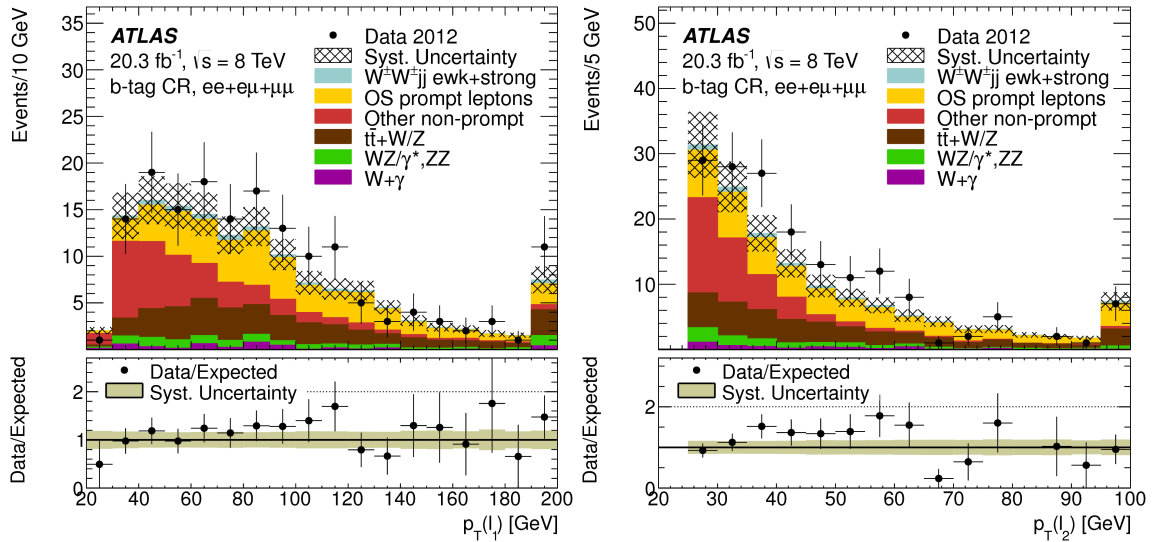 ATLAS
20.3 fb⁻¹, √s = 8 TeV
b-tag CR, ee+eμ+μμ
Data 2012
Syst. Uncertainty
W±W±jj ewk+strong
OS prompt leptons
Other non-prompt
tt̄+W/Z
WZ/γ*,ZZ
W+γ
Events/10 GeV
35
30
25
20
15
10
5
Data/Expected
Syst. Uncertainty
Data/Expected
2
1
0
20 40 60 80 100 120 140 160 180 200
p_T(l_1) [GeV]
ATLAS
20.3 fb⁻¹, √s = 8 TeV
b-tag CR, ee+eμ+μμ
Data 2012
Syst. Uncertainty
W±W±jj ewk+strong
OS prompt leptons
Other non-prompt
tt̄+W/Z
WZ/γ*,ZZ
W+γ
Events/5 GeV
50
40
30
20
10
Data/Expected
Syst. Uncertainty
Data/Expected
2
1
0
20 30 40 50 60 70 80 90 100
p_T(l_2) [GeV]